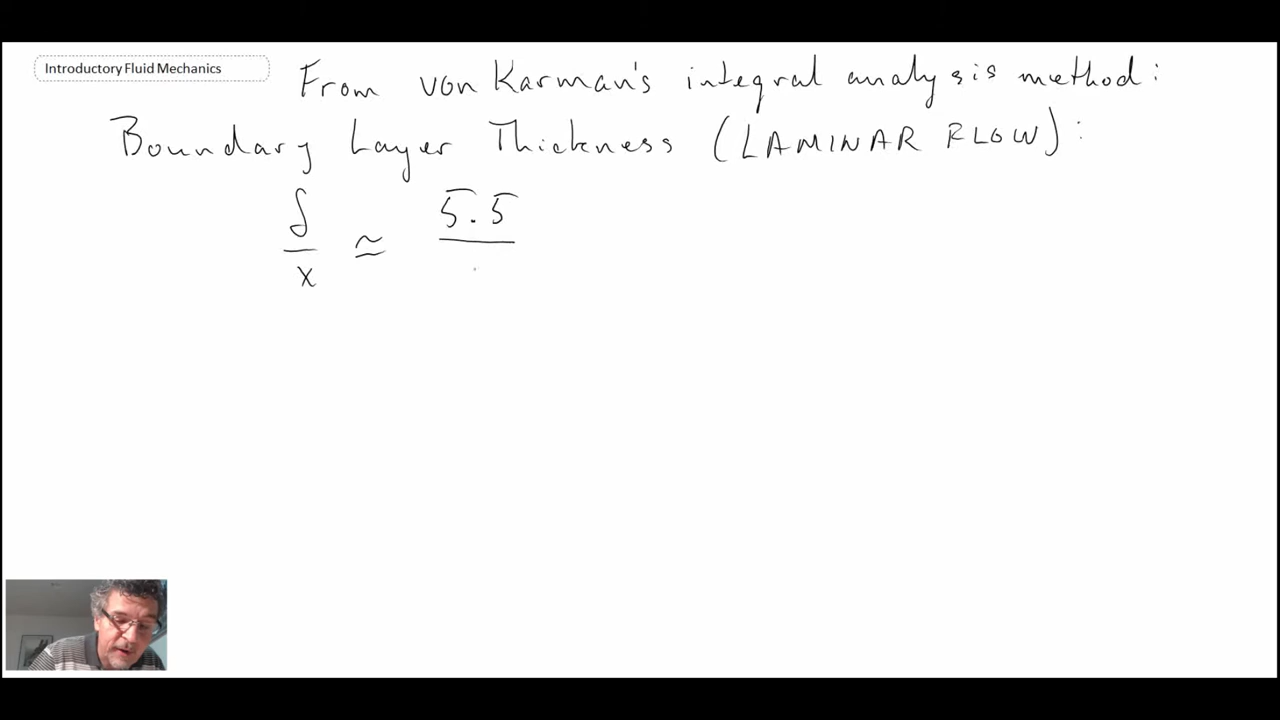 Introductory Fluid Mechanics
From von Karman's integral analysis method:
Boundary Layer Thickness (LAMINAR FLOW):
δ/x ≃ 5.5/